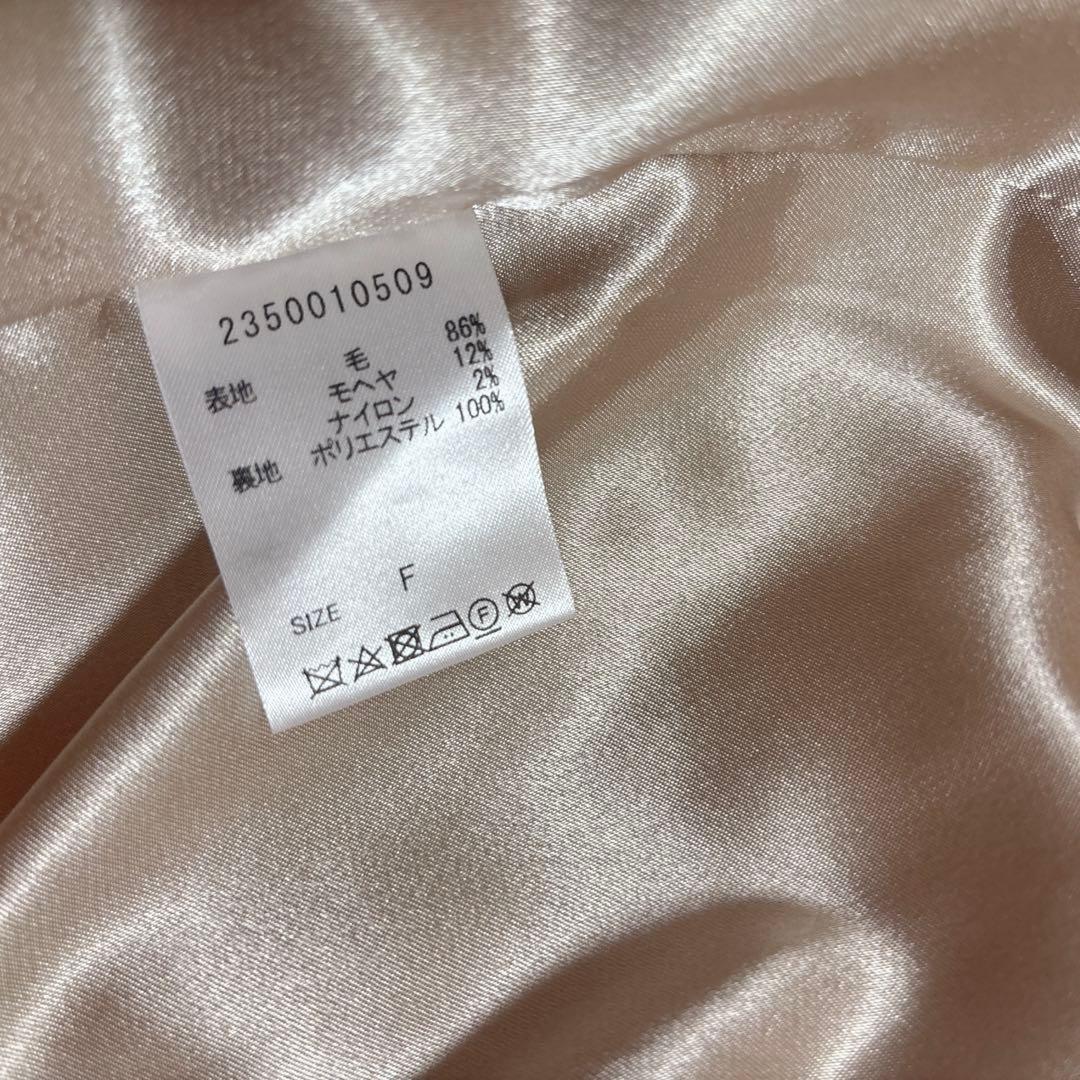 2350010509
表地 毛 86%
モヘヤ 12%
ナイロン 2%
裏地 ポリエステル 100%
SIZE F
F W